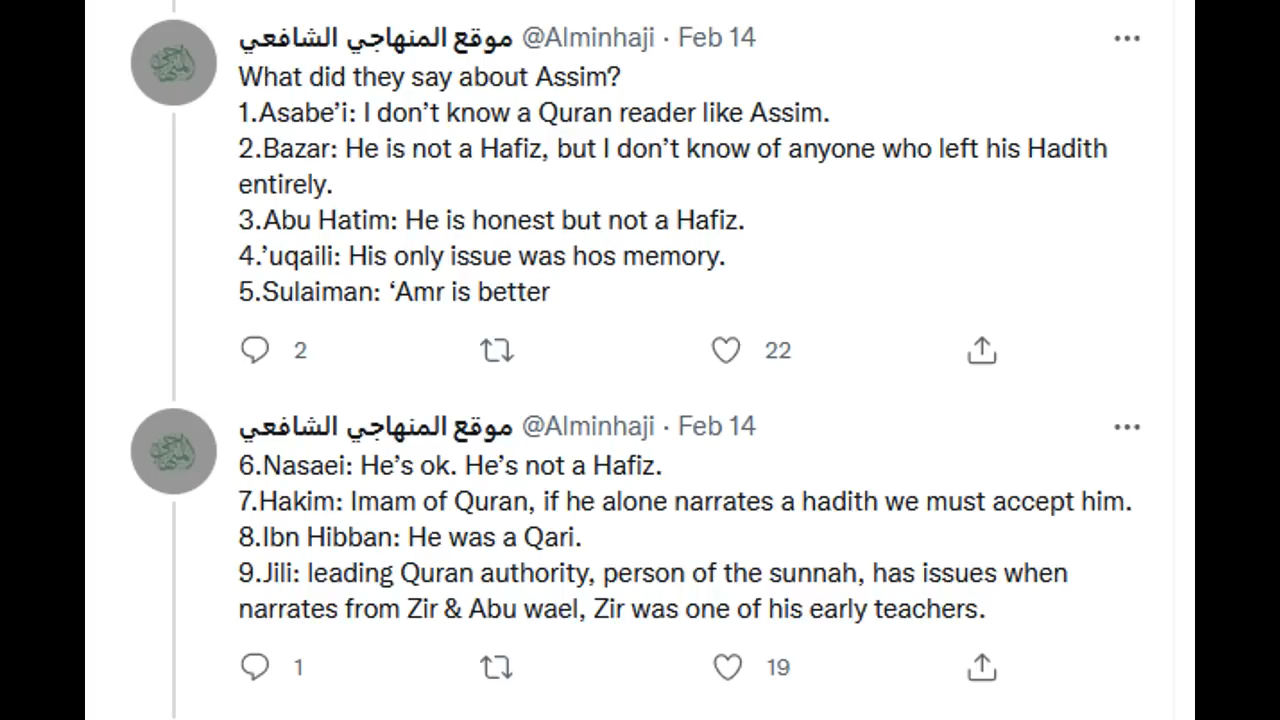 موقع المنهاجي الشافعي @Alminhaji · Feb 14
What did they say about Assim?
1.Asabe’i: I don’t know a Quran reader like Assim.
2.Bazar: He is not a Hafiz, but I don’t know of anyone who left his Hadith
entirely.
3.Abu Hatim: He is honest but not a Hafiz.
4.’uqaili: His only issue was hos memory.
5.Sulaiman: ‘Amr is better
2 22
موقع المنهاجي الشافعي @Alminhaji · Feb 14
6.Nasaei: He’s ok. He’s not a Hafiz.
7.Hakim: Imam of Quran, if he alone narrates a hadith we must accept him.
8.Ibn Hibban: He was a Qari.
9.Jili: leading Quran authority, person of the sunnah, has issues when
narrates from Zir & Abu wael, Zir was one of his early teachers.
1 19